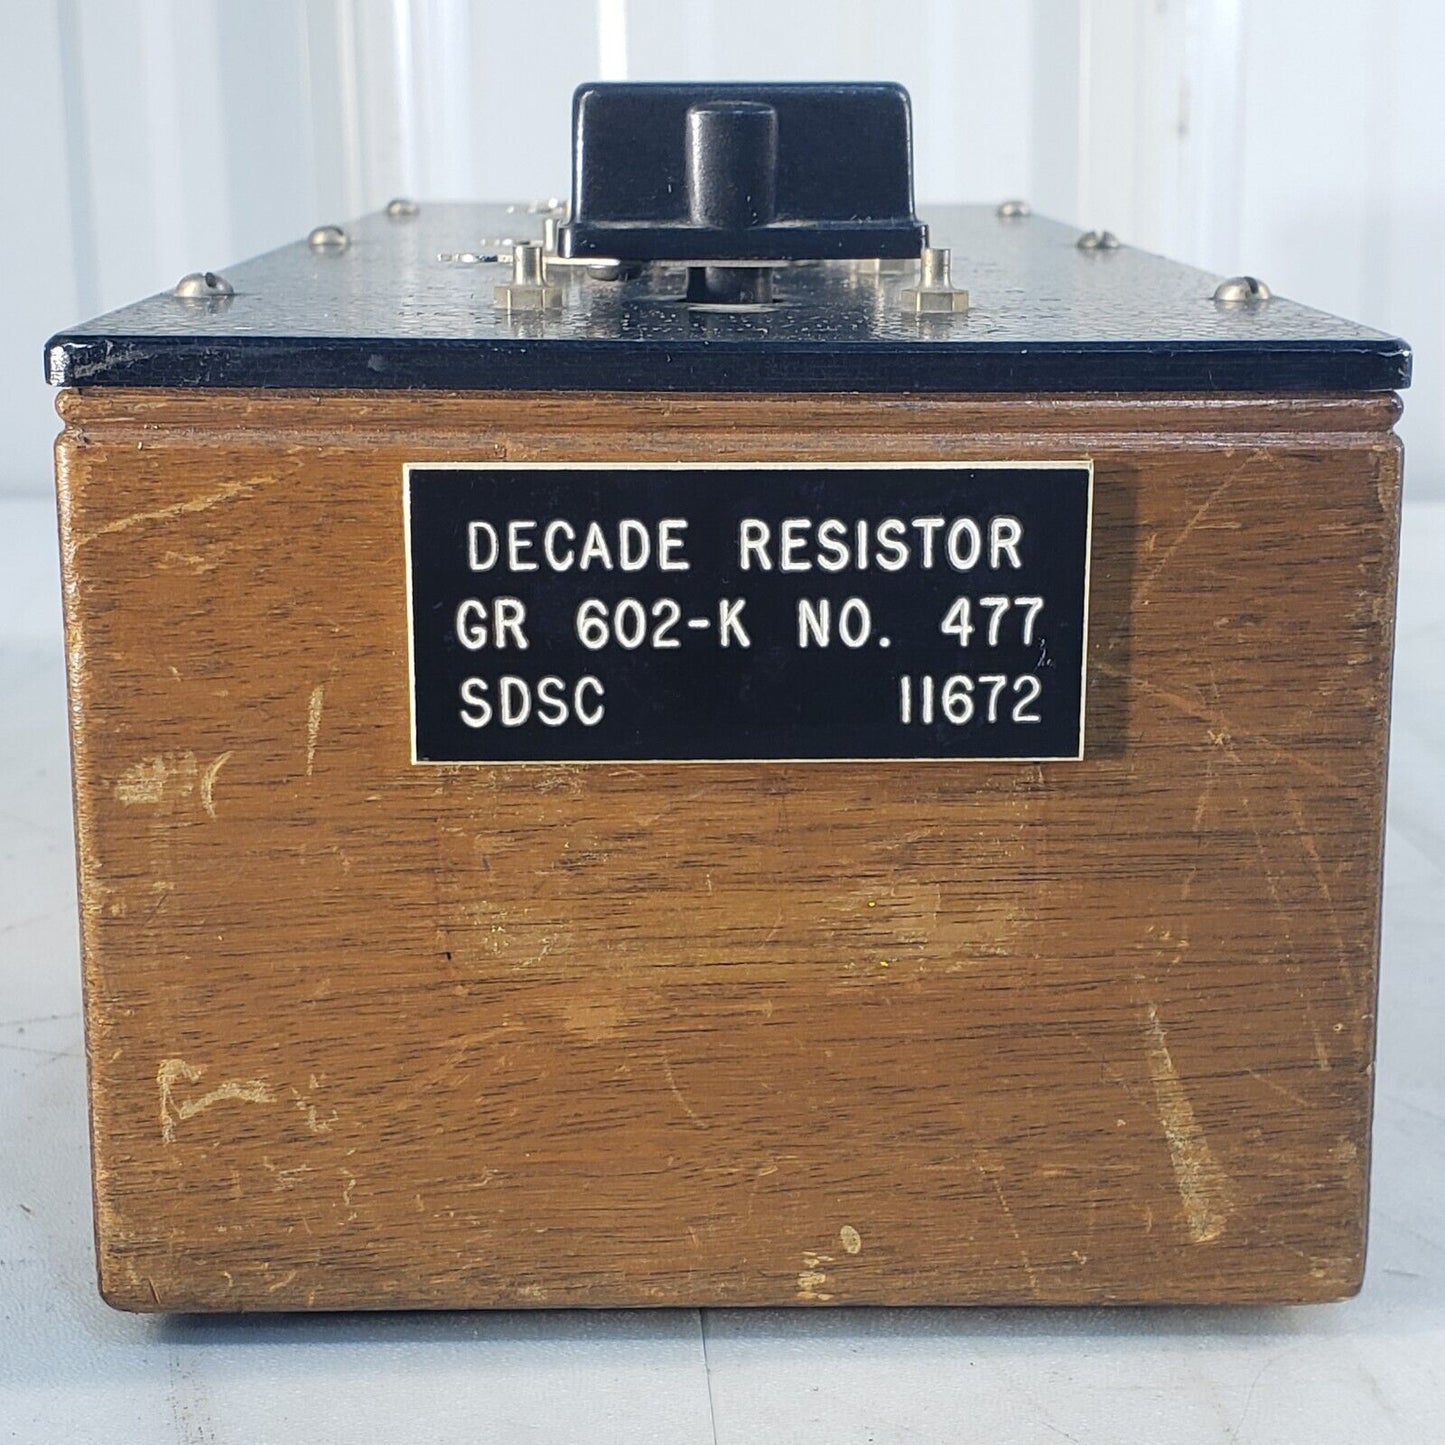 DECADE RESISTOR
GR 602-K NO. 477
SDSC 11672